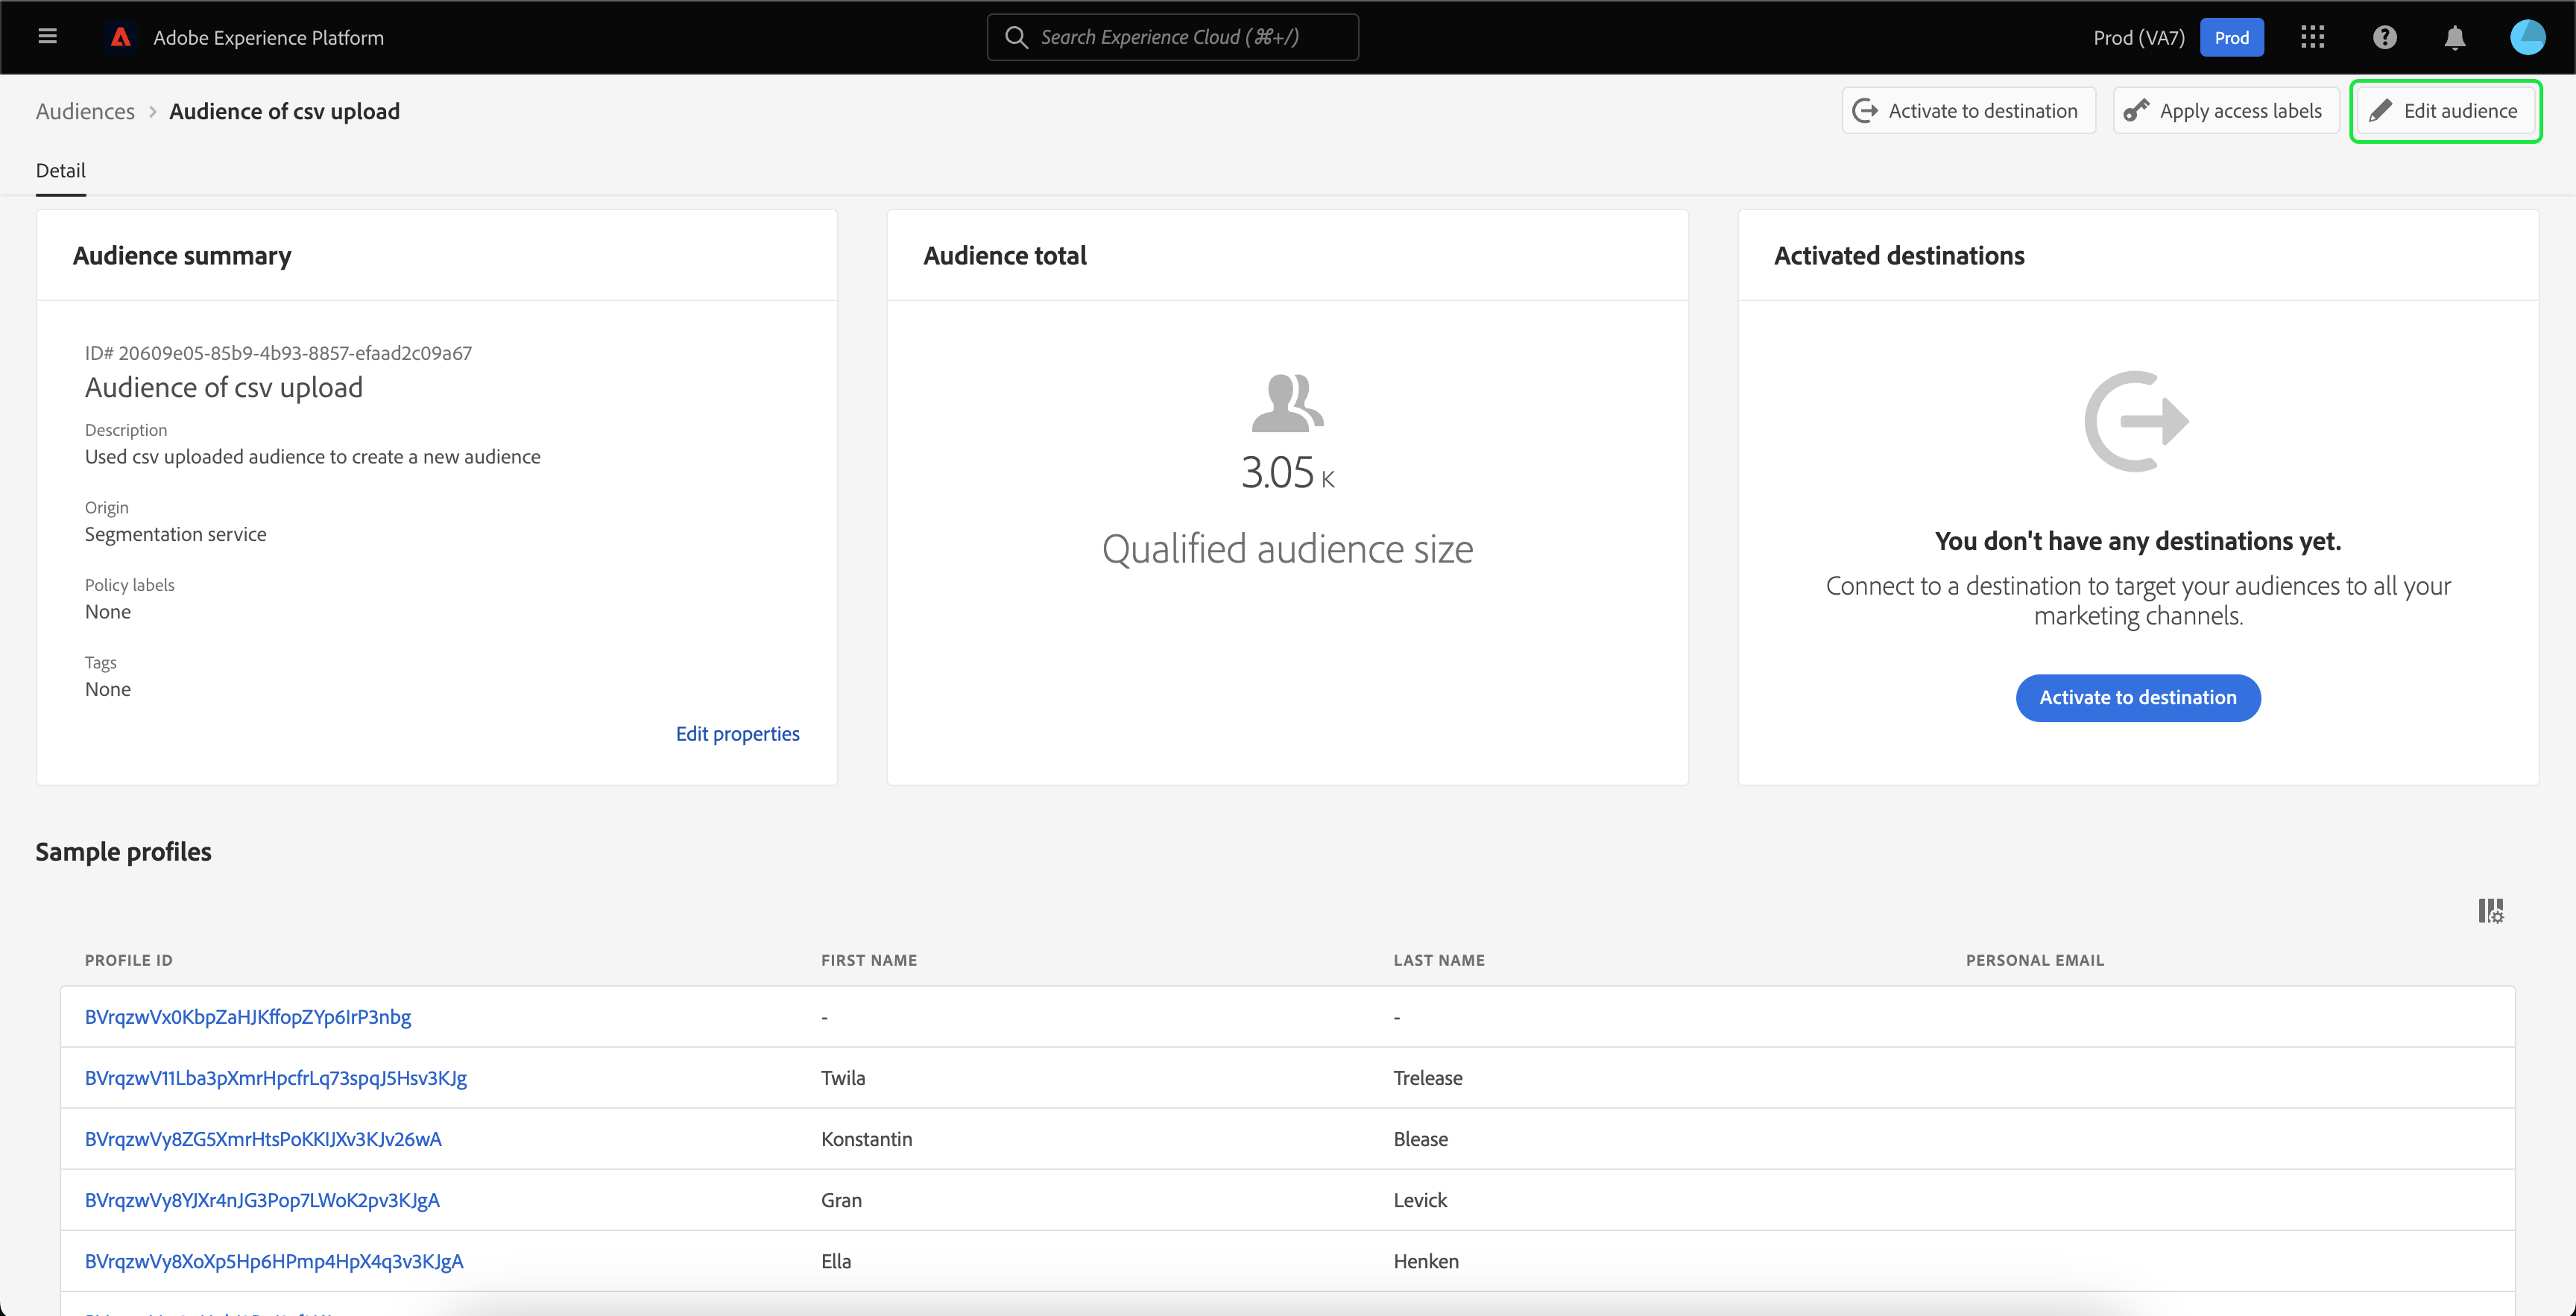 Adobe Experience Platform
Search Experience Cloud (⌘+/)
Prod (VA7)
Prod
Audiences > Audience of csv upload
Activate to destination
Apply access labels
Edit audience
Detail
Audience summary
ID# 20609e05-85b9-4b93-8857-efaad2c09a67
Audience of csv upload
Description
Used csv uploaded audience to create a new audience
Origin
Segmentation service
Policy labels
None
Tags
None
Edit properties
Audience total
3.05 K
Qualified audience size
Activated destinations
You don't have any destinations yet.
Connect to a destination to target your audiences to all your
marketing channels.
Activate to destination
Sample profiles
PROFILE ID FIRST NAME LAST NAME PERSONAL EMAIL
BVrqzwVx0KbpZaHJKffopZYp6IrP3nbg - -
BVrqzwV11Lba3pXmrHpcfrLq73spqJ5Hsv3KJg Twila Trelease
BVrqzwVy8ZG5XmrHtsPoKKIJXv3KJv26wA Konstantin Blease
BVrqzwVy8YJXr4nJG3Pop7LWoK2pv3KJgA Gran Levick
BVrqzwVy8XoXp5Hp6HPmp4HpX4q3v3KJgA Ella Henken